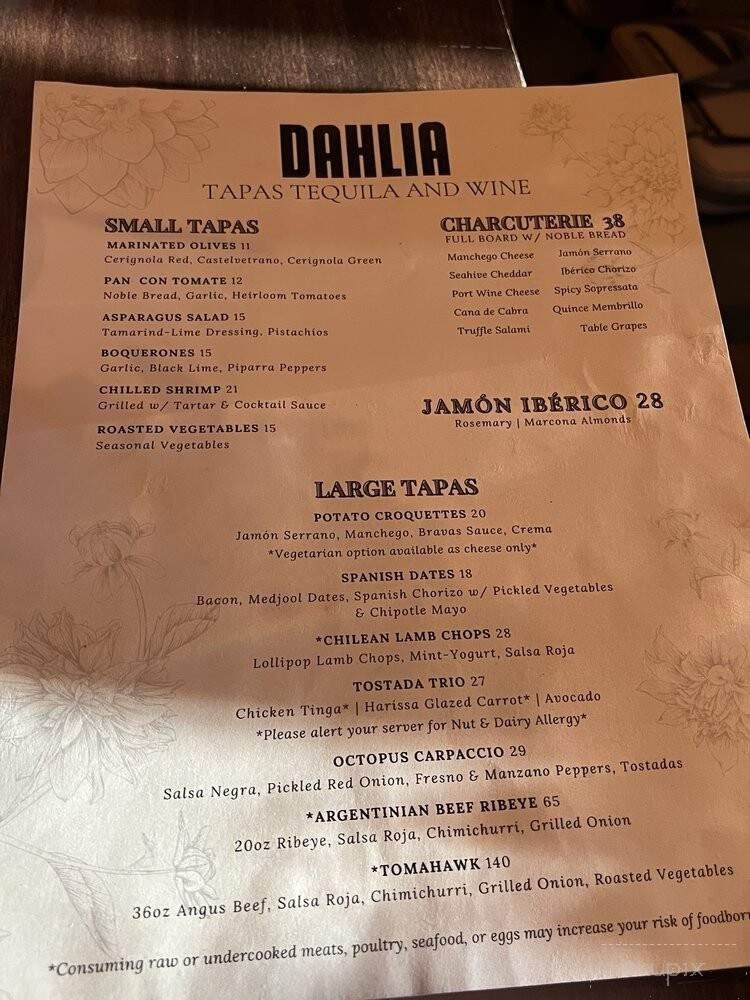 DAHLIA
TAPAS TEQUILA AND WINE
SMALL TAPAS
MARINATED OLIVES 11
Cerignola Red, Castelvetrano, Cerignola Green
PAN CON TOMATE 12
Noble Bread, Garlic, Heirloom Tomatoes
ASPARAGUS SALAD 15
Tamarind-Lime Dressing, Pistachios
BOQUERONES 15
Garlic, Black Lime, Piparra Peppers
CHILLED SHRIMP 21
Grilled w/ Tartar & Cocktail Sauce
ROASTED VEGETABLES 15
Seasonal Vegetables
CHARCUTERIE 38
FULL BOARD W/ NOBLE BREAD
Manchego Cheese Jamón Serrano
Seahive Cheddar Ibérico Chorizo
Port Wine Cheese Spicy Sopressata
Cana de Cabra Quince Membrillo
Truffle Salami Table Grapes
JAMÓN IBÉRICO 28
Rosemary | Marcona Almonds
LARGE TAPAS
POTATO CROQUETTES 20
Jamón Serrano, Manchego, Bravas Sauce, Crema
*Vegetarian option available as cheese only*
SPANISH DATES 18
Bacon, Medjool Dates, Spanish Chorizo w/ Pickled Vegetables
& Chipotle Mayo
*CHILEAN LAMB CHOPS 28
Lollipop Lamb Chops, Mint-Yogurt, Salsa Roja
TOSTADA TRIO 27
Chicken Tinga* | Harissa Glazed Carrot* | Avocado
*Please alert your server for Nut & Dairy Allergy*
OCTOPUS CARPACCIO 29
Salsa Negra, Pickled Red Onion, Fresno & Manzano Peppers, Tostadas
*ARGENTINIAN BEEF RIBEYE 65
20oz Ribeye, Salsa Roja, Chimichurri, Grilled Onion
*TOMAHAWK 140
36oz Angus Beef, Salsa Roja, Chimichurri, Grilled Onion, Roasted Vegetables
*Consuming raw or undercooked meats, poultry, seafood, or eggs may increase your risk of foodborn
upix